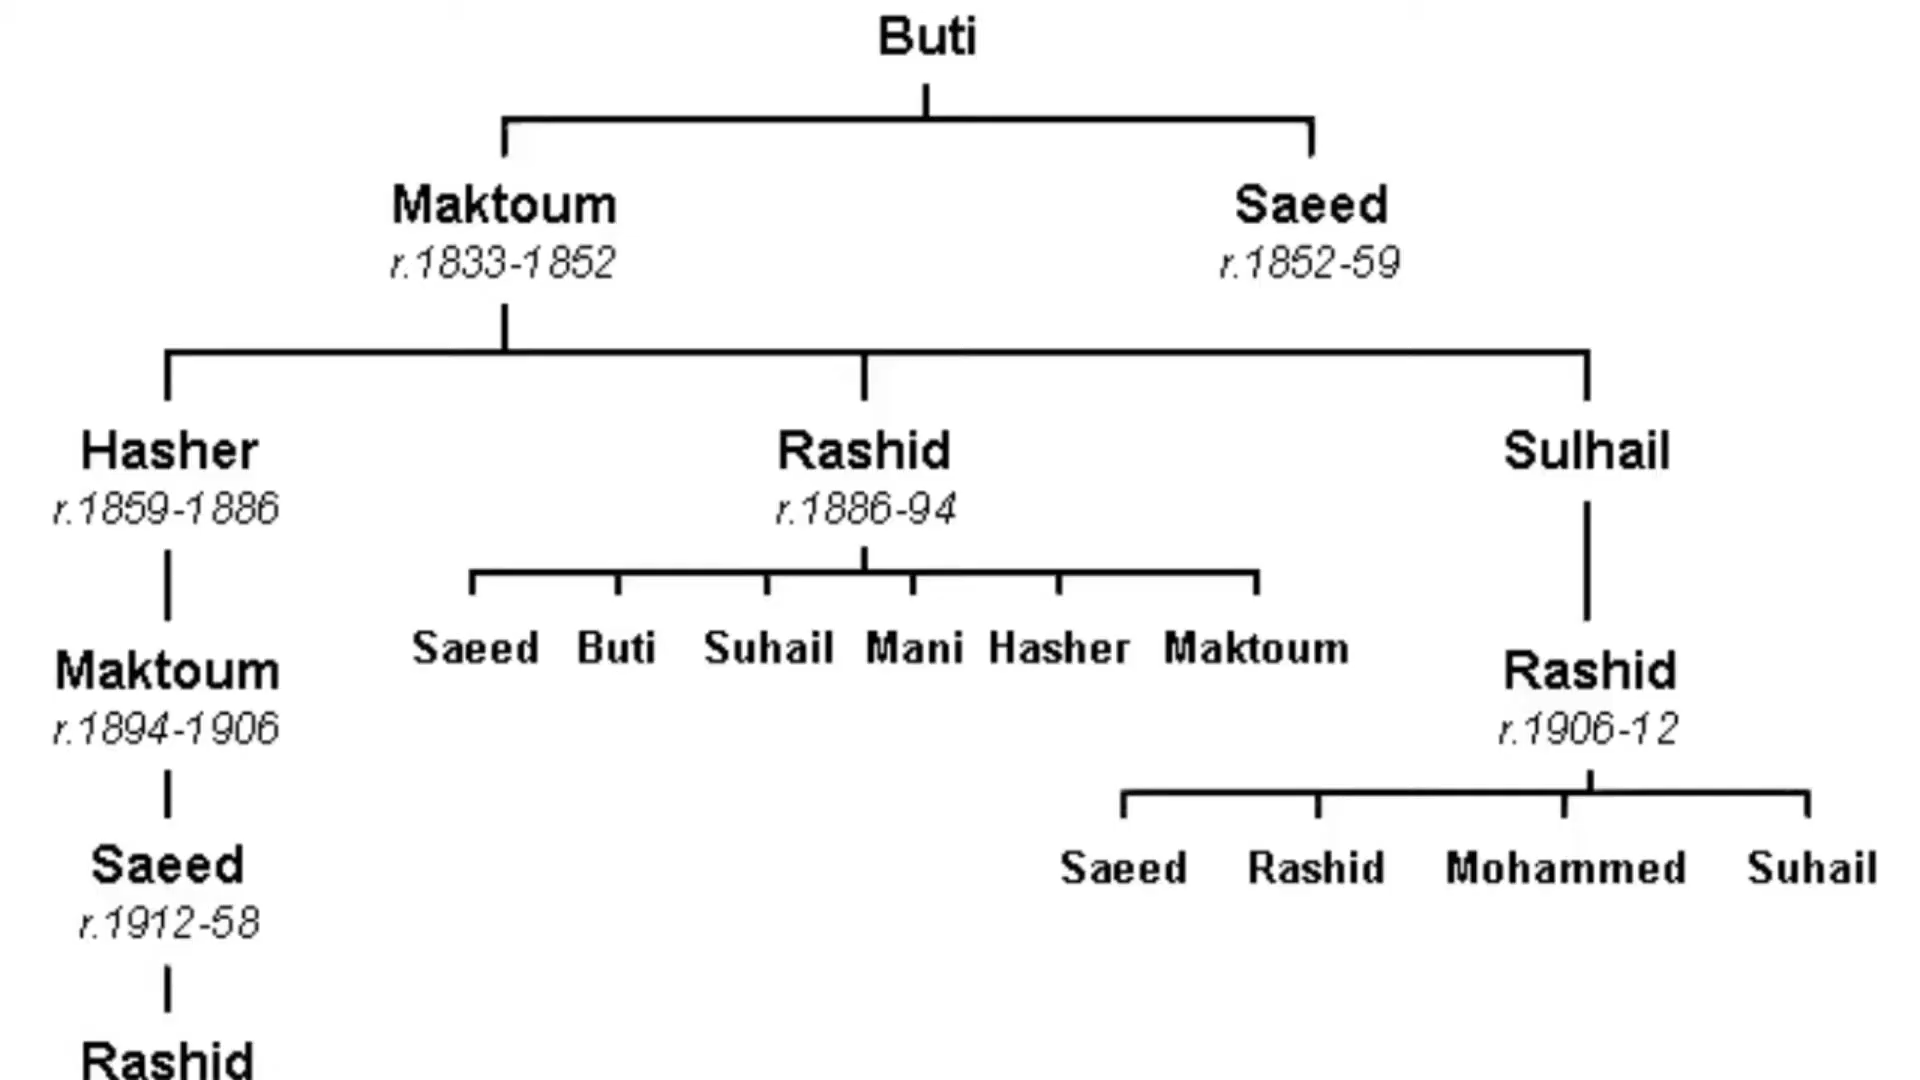 Buti
Maktoum Saeed
r.1833-1852 r.1852-59
Hasher Rashid Sulhail
r.1859-1886 r.1886-94
Saeed Buti Suhail Mani Hasher Maktoum
Maktoum Rashid
r.1894-1906 r.1906-12
Saeed Rashid Mohammed Suhail
Saeed
r.1912-58
Rashid